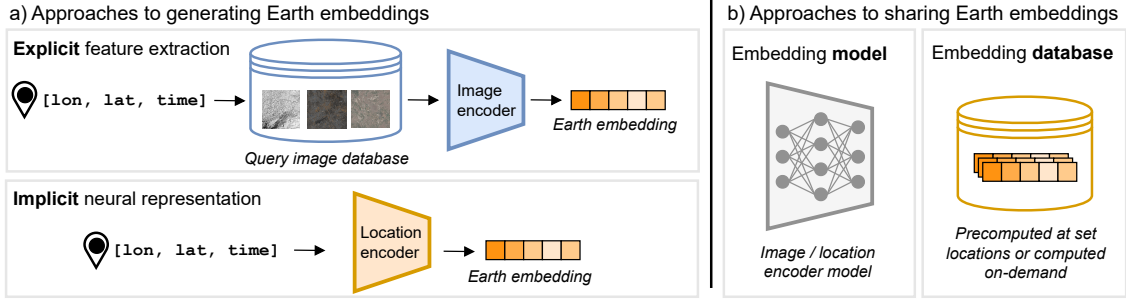 a) Approaches to generating Earth embeddings
Explicit feature extraction
[lon, lat, time]
Query image database
Image
encoder
Earth embedding
Implicit neural representation
[lon, lat, time]
Location
encoder
Earth embedding
b) Approaches to sharing Earth embeddings
Embedding model
Image / location
encoder model
Embedding database
Precomputed at set
locations or computed
on-demand